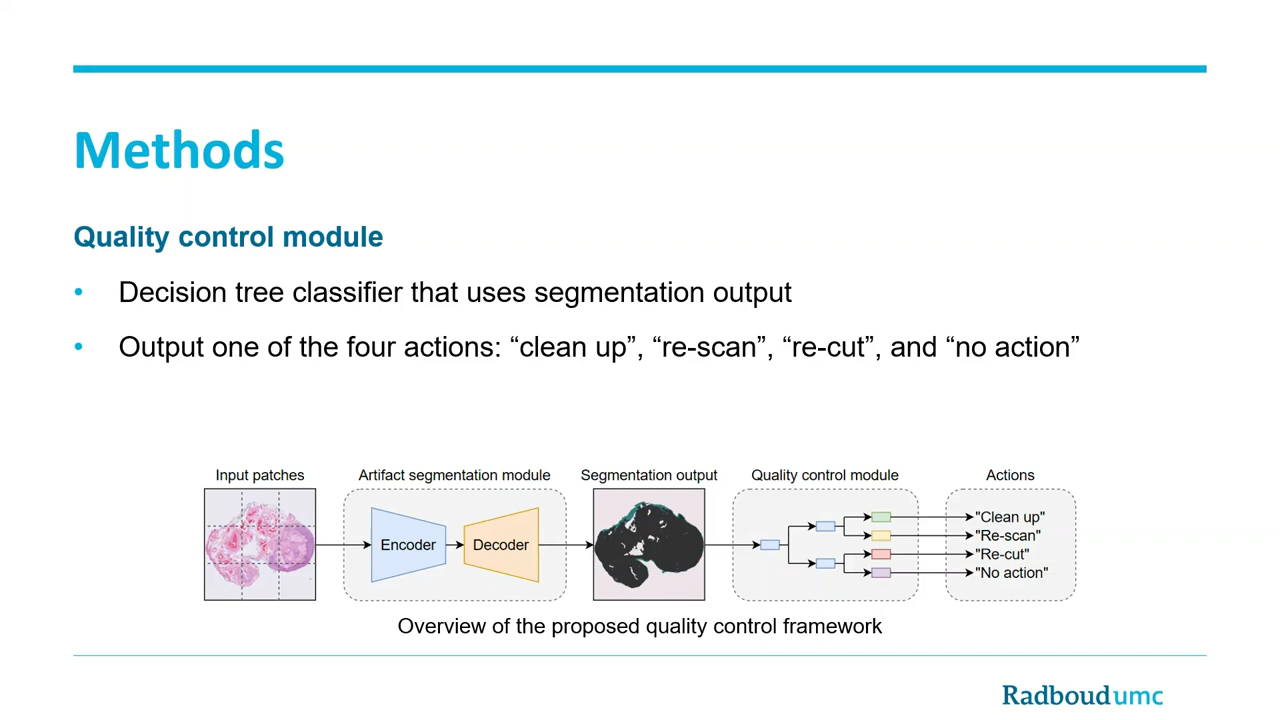 Methods
Quality control module
• Decision tree classifier that uses segmentation output
• Output one of the four actions: “clean up”, “re-scan”, “re-cut”, and “no action”
Input patches
Artifact segmentation module
Segmentation output
Quality control module
Actions
Encoder
Decoder
"Clean up"
"Re-scan"
"Re-cut"
"No action"
Overview of the proposed quality control framework
Radboudumc